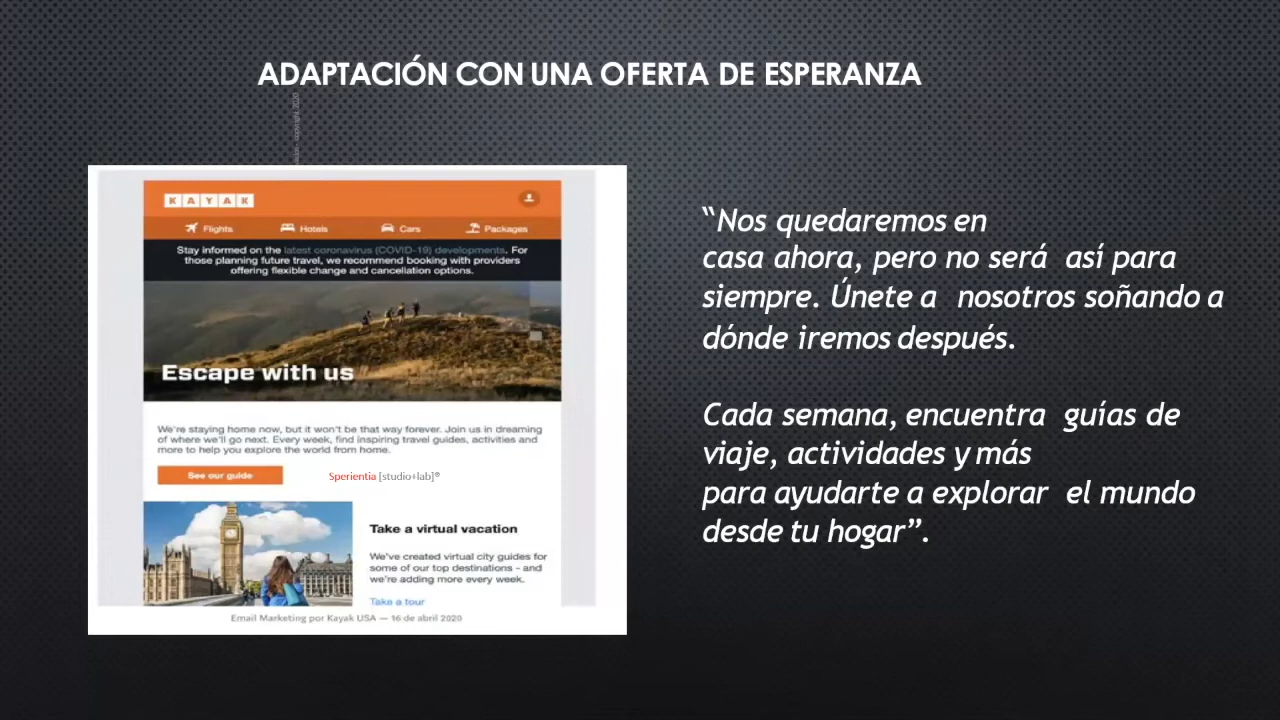 ADAPTACIÓN CON UNA OFERTA DE ESPERANZA
copyright 2020
KAYAK
Flights Hotels Cars Packages
Stay informed on the latest coronavirus (COVID-19) developments. For
those planning future travel, we recommend booking with providers
offering flexible change and cancellation options.
Escape with us
We're staying home now, but it won't be that way forever. Join us in dreaming
of where we'll go next. Every week, find inspiring travel guides, activities and
more to help you explore the world from home.
See our guide
Sperientia [studio+lab]®
Take a virtual vacation
We've created virtual city guides for
some of our top destinations - and
we're adding more every week.
Take a tour
Email Marketing por Kayak USA — 16 de abril 2020
“Nos quedaremos en
casa ahora, pero no será así para
siempre. Únete a nosotros soñando a
dónde iremos después.
Cada semana, encuentra guías de
viaje, actividades y más
para ayudarte a explorar el mundo
desde tu hogar”.